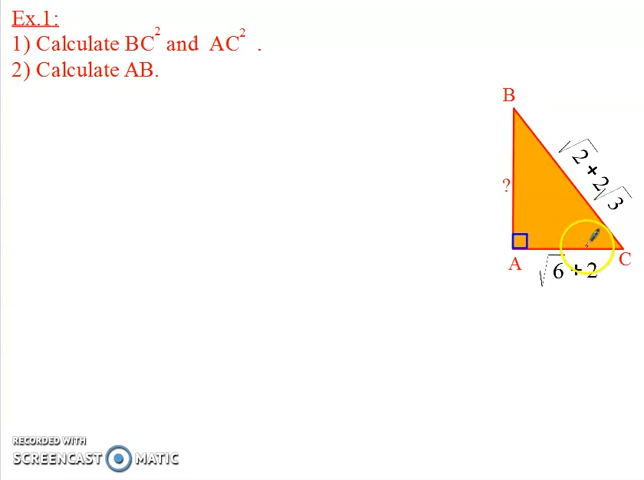 Ex.1:
1) Calculate BC² and AC² .
2) Calculate AB.
B
√2 + 2√3
?
A
C
√6 + 2
RECORDED WITH
SCREENCAST MATIC